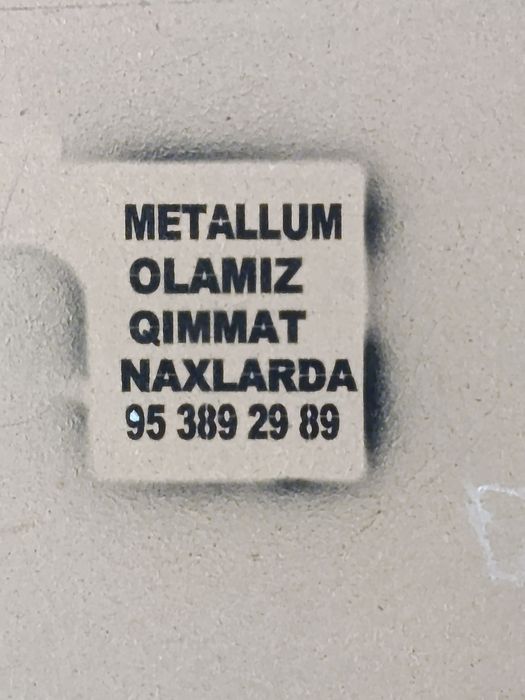 METALLUM
OLAMIZ
QIMMAT
NAXLARDA
95 389 29 89